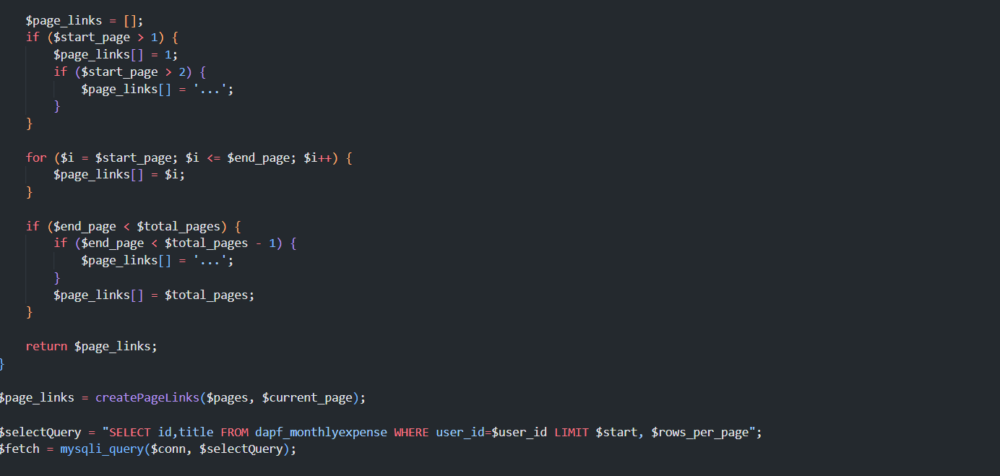 $page_links = [];
if ($start_page > 1) {
$page_links[] = 1;
if ($start_page > 2) {
$page_links[] = '...';
}
}
for ($i = $start_page; $i <= $end_page; $i++) {
$page_links[] = $i;
}
if ($end_page < $total_pages) {
if ($end_page < $total_pages - 1) {
$page_links[] = '...';
}
$page_links[] = $total_pages;
}
return $page_links;
}
$page_links = createPageLinks($pages, $current_page);
$selectQuery = "SELECT id,title FROM dapf_monthlyexpense WHERE user_id=$user_id LIMIT $start, $rows_per_page";
$fetch = mysqli_query($conn, $selectQuery);